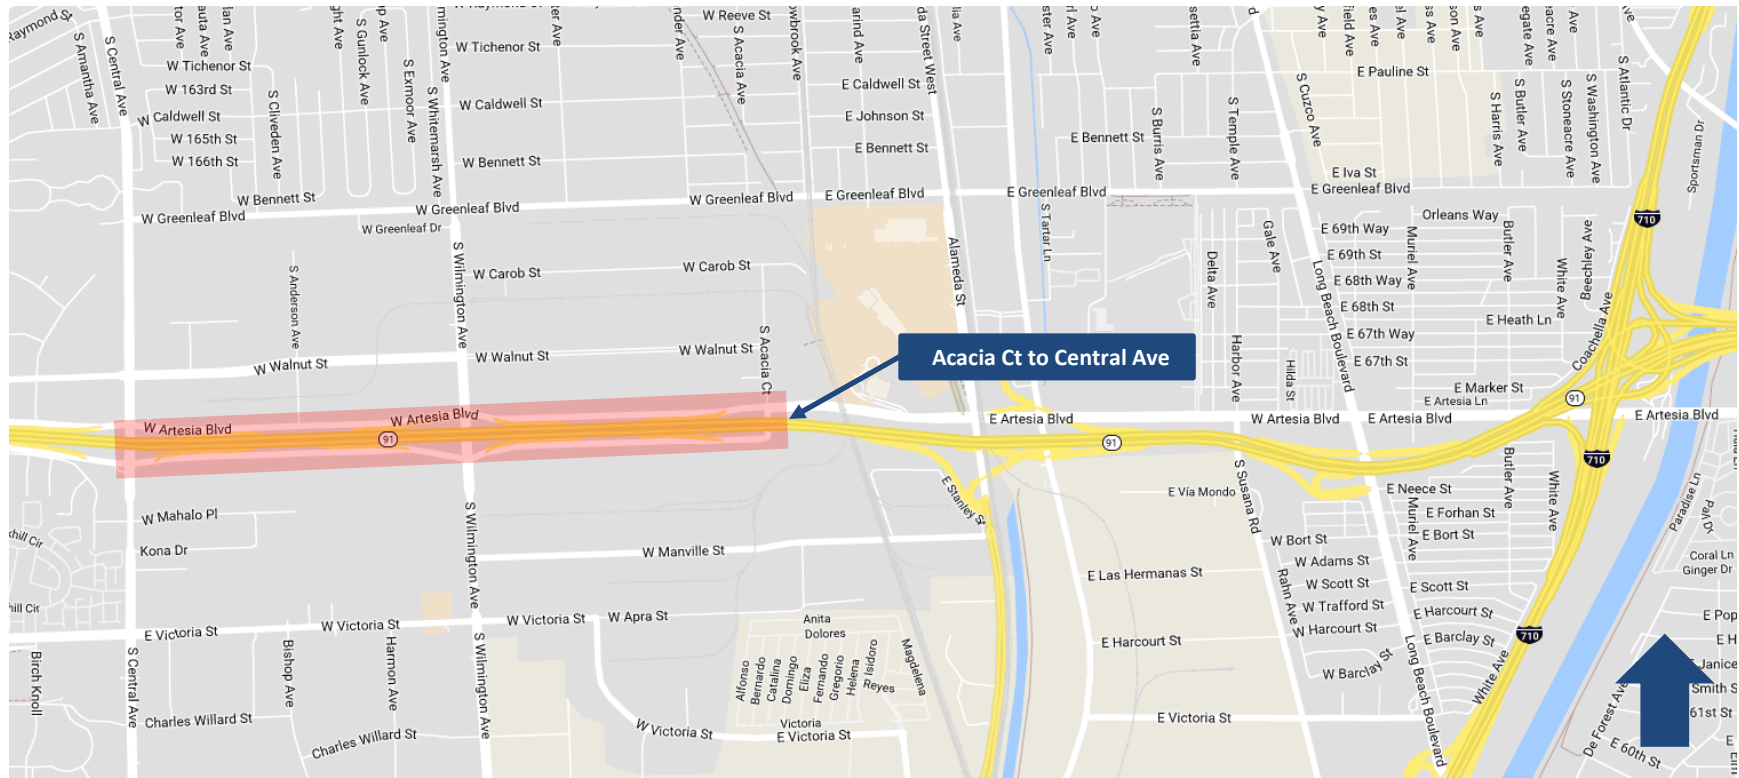 W Reeve St
W Tichenor St
W Tichenor St
W 163rd St
W Caldwell St
W 165th St
W 166th St
S Amantha Ave
S Central Ave
S Cliveden Ave
S Gunlock Ave
S Exmoor Ave
S Whitemarsh Ave
W Caldwell St
W Bennett St
S Acacia Ave
E Caldwell St
E Johnson St
E Bennett St
E Bennett St
S Burris Ave
S Temple Ave
S Cuzco Ave
E Pauline St
S Harris Ave
S Butler Ave
S Stoneacre Ave
S Washington Ave
S Atlantic Dr
Sportsman Dr
E Iva St
E Greenleaf Blvd
W Bennett St
W Greenleaf Blvd
W Greenleaf Blvd
W Greenleaf Blvd
E Greenleaf Blvd
E Greenleaf Blvd
W Greenleaf Dr
S Wilmington Ave
S Anderson Ave
W Carob St
W Carob St
Alameda St
S Tartar Ln
Delta Ave
Gale Ave
Orleans Way
E 69th Way
E 69th St
E 68th Way
E 68th St
E 67th Way
E 67th St
Muriel Ave
Butler Ave
White Ave
Beechley Ave
E Heath Ln
Coachella Ave
710
Long Beach Boulevard
Harbor Ave
Hilda St
E Marker St
E Artesia Ln
W Walnut St
W Walnut St
W Walnut St
S Acacia Ct
Acacia Ct to Central Ave
W Artesia Blvd
W Artesia Blvd
91
E Artesia Blvd
91
W Artesia Blvd
E Artesia Blvd
91
E Artesia Blvd
710
E Stanley St
E Vía Mondo
S Susana Rd
E Neece St
E Forhan St
E Bort St
Muriel Ave
Butler Ave
White Ave
Paradise Ln
W Mahalo Pl
Kona Dr
S Wilmington Ave
W Manville St
E Las Hermanas St
W Bort St
W Adams St
W Scott St
W Trafford St
W Harcourt St
W Barclay St
Rahn Ave
E Scott St
E Harcourt St
E Barclay St
Coral Ln
Ginger Dr
710
E Victoria St
W Victoria St
W Victoria St
W Apra St
Anita
Dolores
Alfonso
Bernardo
Catalina
Domingo
Eliza
Fernando
Gregorio
Helena
Isidoro
Reyes
Magdelena
Victoria
E Victoria St
W Victoria St
E Harcourt St
E Victoria St
Birch Knoll
S Central Ave
Bishop Ave
Harmon Ave
S Wilmington Ave
Charles Willard St
Charles Willard St
Long Beach Boulevard
White Ave
De Forest Ave
E 60th St
61st St